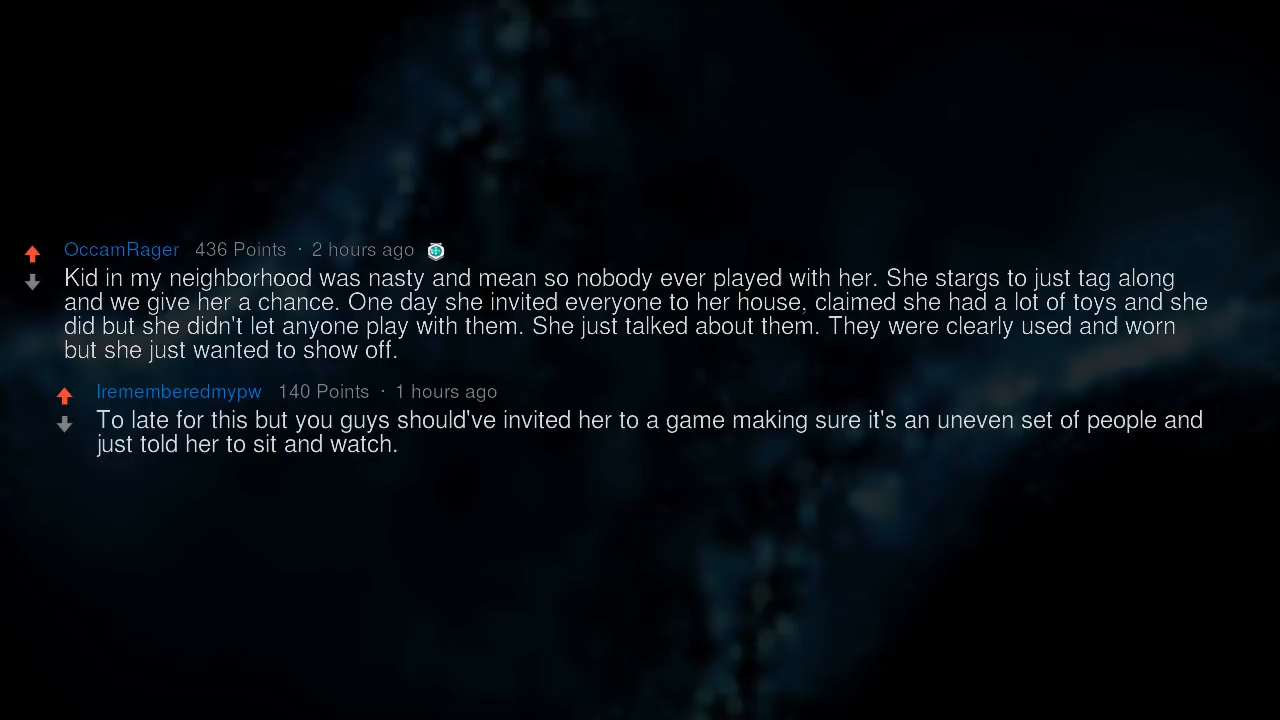 OccamRager 436 Points · 2 hours ago
Kid in my neighborhood was nasty and mean so nobody ever played with her. She stargs to just tag along
and we give her a chance. One day she invited everyone to her house, claimed she had a lot of toys and she
did but she didn't let anyone play with them. She just talked about them. They were clearly used and worn
but she just wanted to show off.
Irememberedmypw 140 Points · 1 hours ago
To late for this but you guys should've invited her to a game making sure it's an uneven set of people and
just told her to sit and watch.